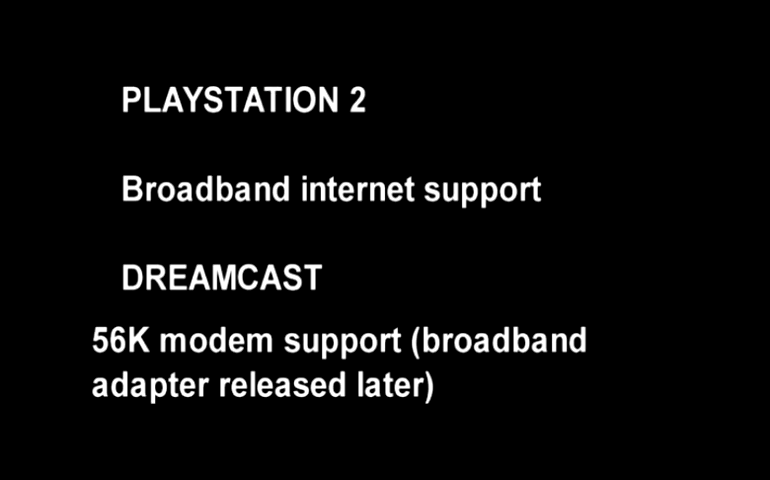 PLAYSTATION 2
Broadband internet support
DREAMCAST
56K modem support (broadband
adapter released later)